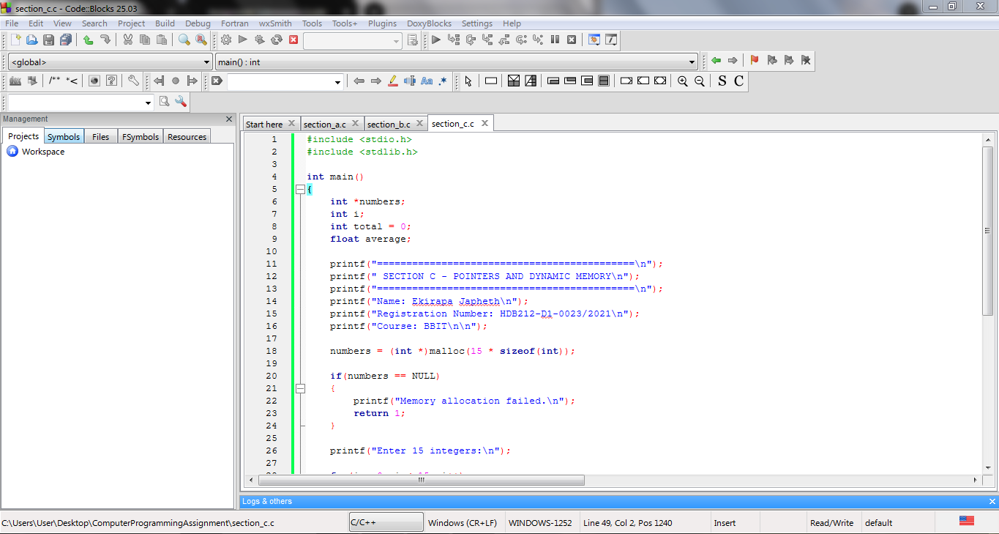 section_c.c - Code::Blocks 25.03
File Edit View Search Project Build Debug Fortran wxSmith Tools Tools+ Plugins DoxyBlocks Settings Help
<global> main() : int
/** *< Aa .* S C
Management
Projects Symbols Files FSymbols Resources
Workspace
Start here section_a.c section_b.c section_c.c
1 #include <stdio.h>
2 #include <stdlib.h>
3
4 int main()
5 {
6 int *numbers;
7 int i;
8 int total = 0;
9 float average;
10
11 printf("============================================\n");
12 printf(" SECTION C - POINTERS AND DYNAMIC MEMORY\n");
13 printf("============================================\n");
14 printf("Name: Ekirapa Japheth\n");
15 printf("Registration Number: HDB212-D1-0023/2021\n");
16 printf("Course: BBIT\n\n");
17
18 numbers = (int *)malloc(15 * sizeof(int));
19
20 if(numbers == NULL)
21 {
22 printf("Memory allocation failed.\n");
23 return 1;
24 }
25
26 printf("Enter 15 integers:\n");
27
Logs & others
C:\Users\User\Desktop\ComputerProgrammingAssignment\section_c.c C/C++ Windows (CR+LF) WINDOWS-1252 Line 49, Col 2, Pos 1240 Insert Read/Write default